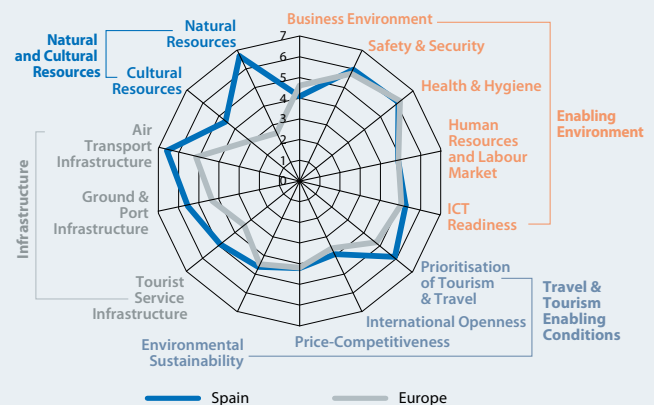 Business Environment
Safety & Security
Health & Hygiene
Human
Resources
and Labour
Market
ICT
Readiness
Enabling
Environment
Prioritisation
of Tourism
& Travel
International Openness
Price-Competitiveness
Travel &
Tourism
Enabling
Conditions
Environmental
Sustainability
Tourist
Service
Infrastructure
Ground &
Port
Infrastructure
Air
Transport
Infrastructure
Infrastructure
Cultural
Resources
Natural
Resources
Natural
and Cultural
Resources
7
6
5
4
3
2
1
0
Spain
Europe